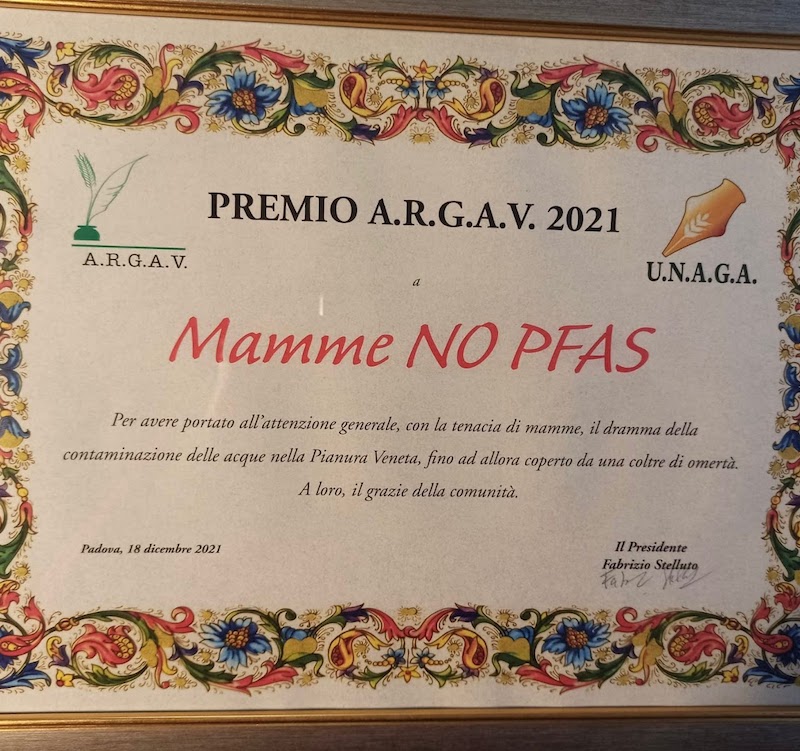 PREMIO A.R.G.A.V. 2021
A.R.G.A.V.
U.N.A.G.A.
a
Mamme NO PFAS
Per avere portato all'attenzione generale, con la tenacia di mamme, il dramma della
contaminazione delle acque nella Pianura Veneta, fino ad allora coperto da una coltre di omertà.
A loro, il grazie della comunità.
Padova, 18 dicembre 2021
Il Presidente
Fabrizio Stelluto